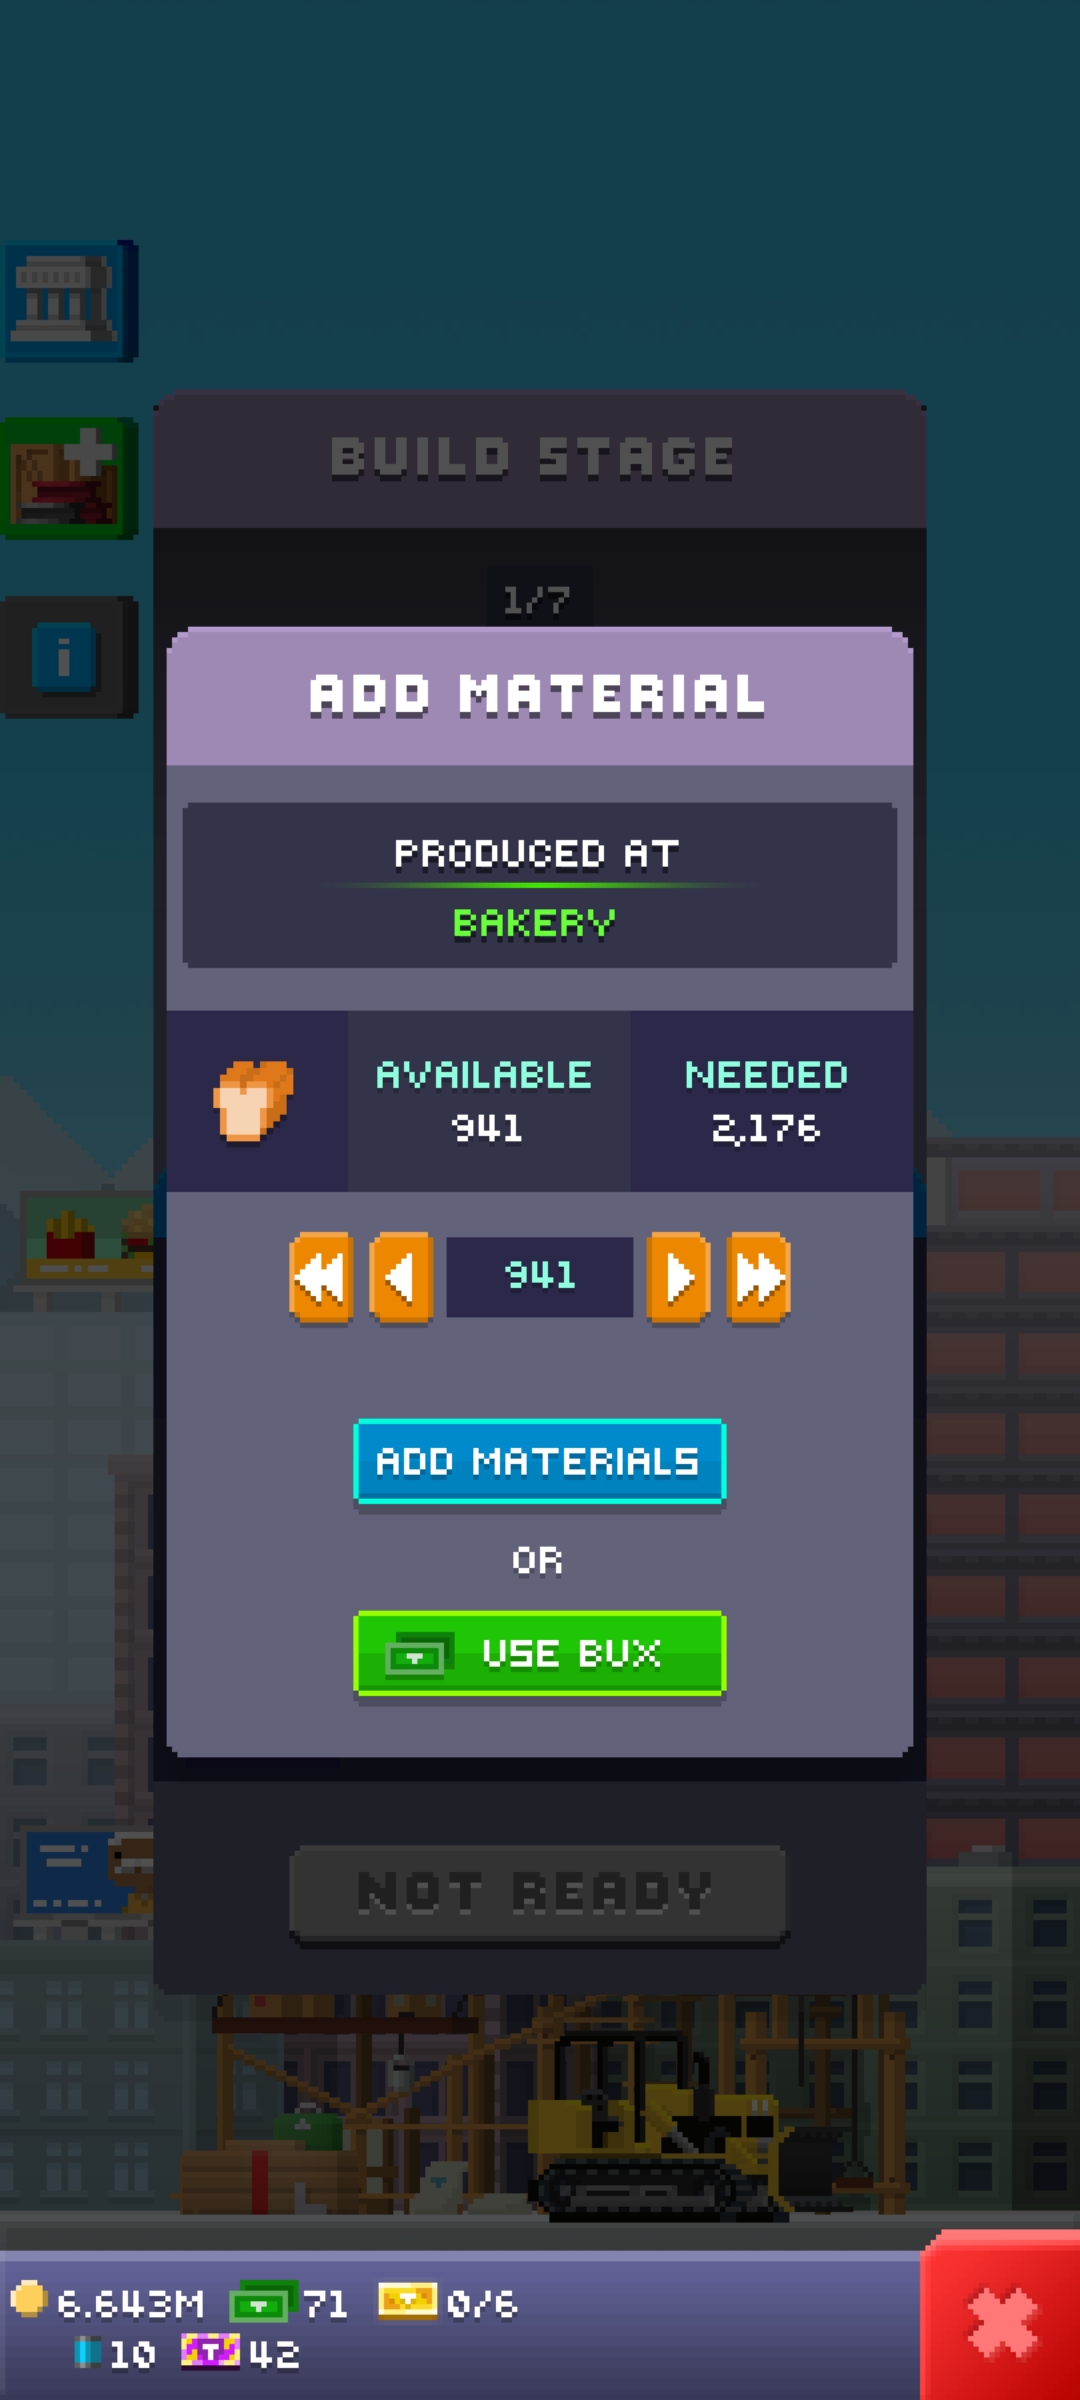 BUILD STAGE
1/7
ADD MATERIAL
PRODUCED AT
BAKERY
AVAILABLE
941
NEEDED
2,176
941
ADD MATERIALS
OR
USE BUX
NOT READY
6.643M 71 0/6
10 42